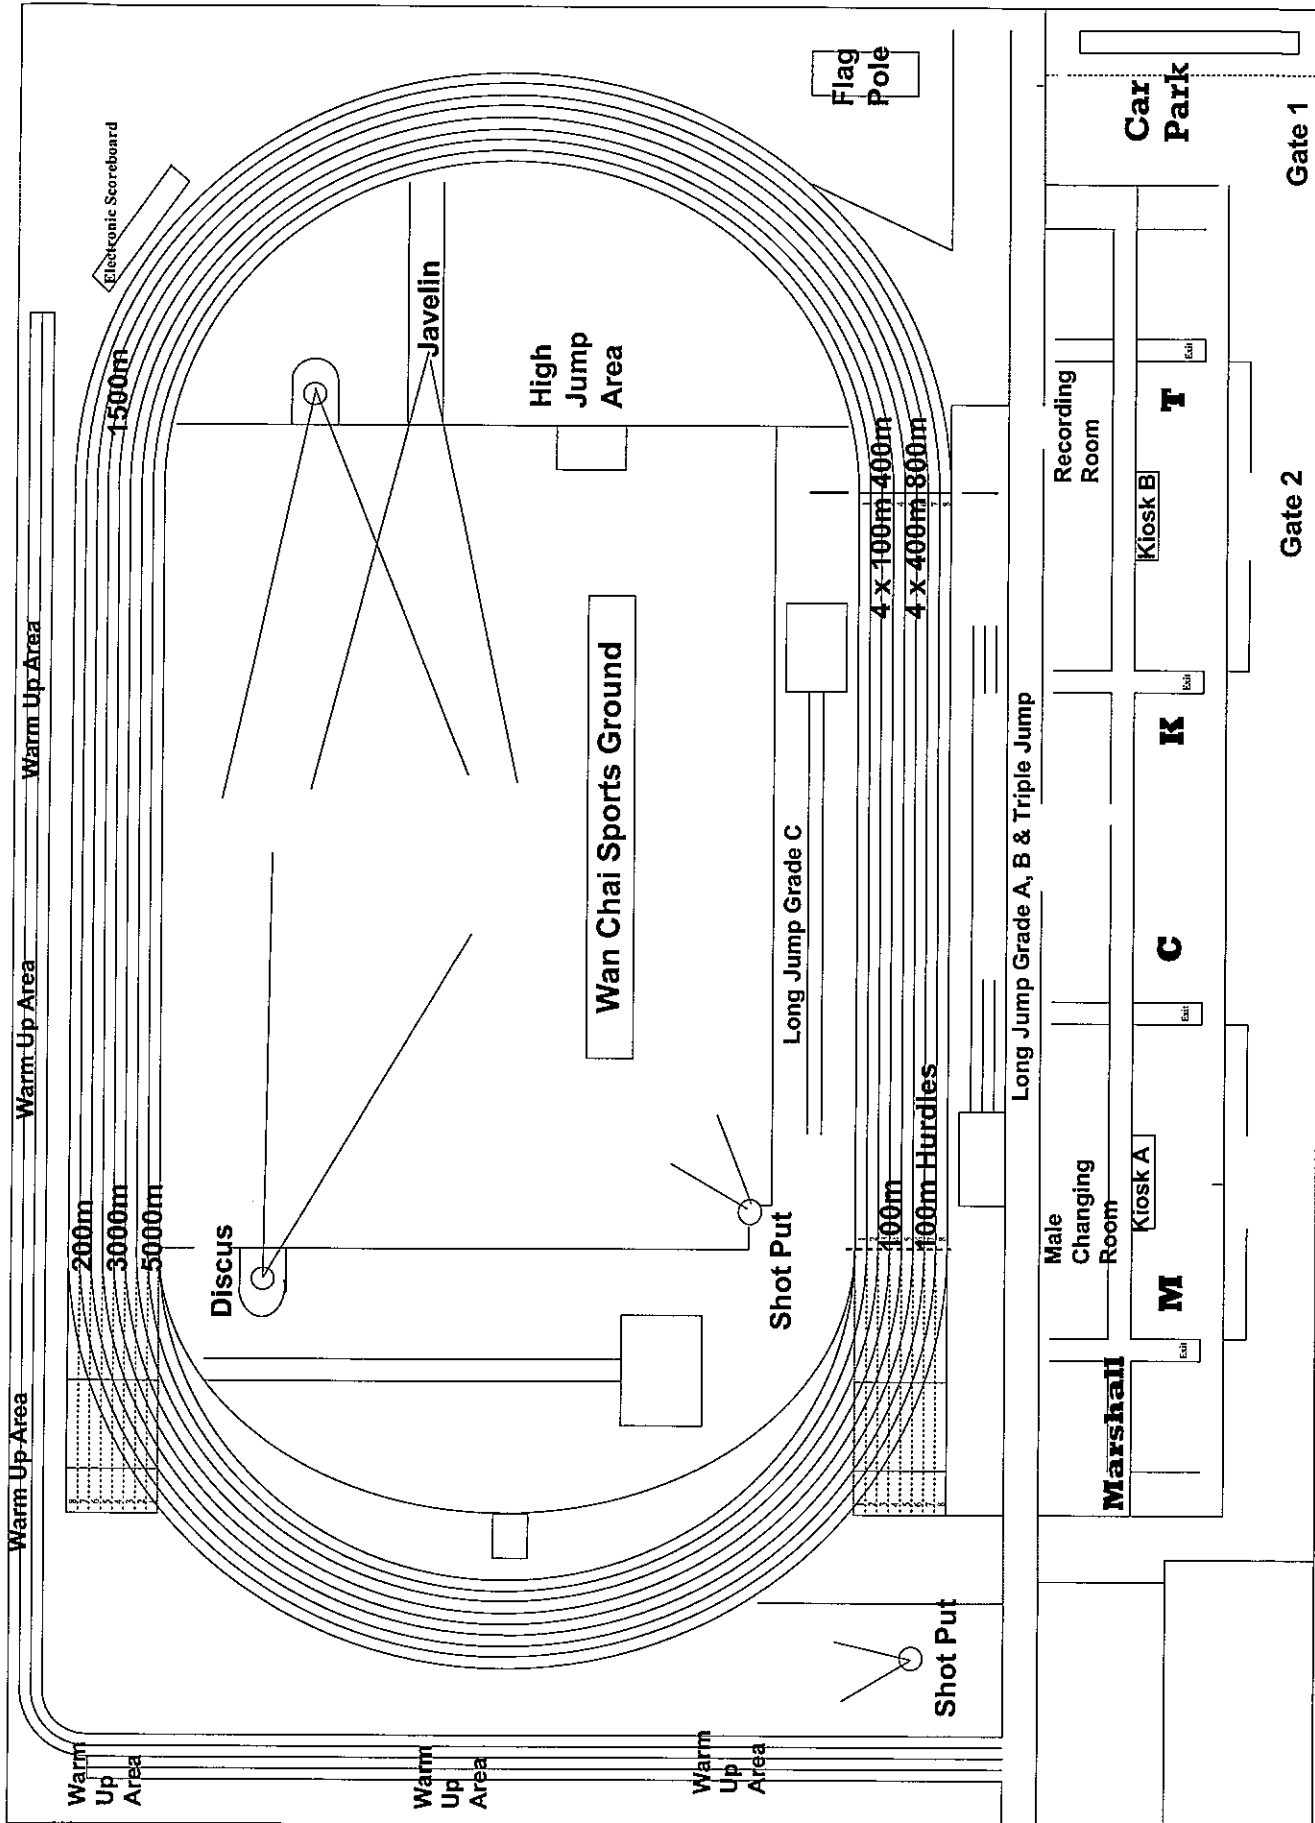 Warm Up Area
Warm Up Area
Warm Up Area
Electronic Scoreboard
Warm
Up
Area
200m
3000m
5000m
1500m
Discus
Javelin
Warm
Up
Area
High
Jump
Area
Wan Chai Sports Ground
Warm
Up
Area
Shot Put
Long Jump Grade C
Flag
Pole
100m
100m Hurdles
4 x 100m 400m
4 x 400m 800m
Shot Put
Long Jump Grade A, B & Triple Jump
Male
Changing
Room
Recording
Room
Marshall
Kiosk A
Kiosk B
Car
Park
M
C
K
T
Exit
Exit
Exit
Exit
Gate 2
Gate 1